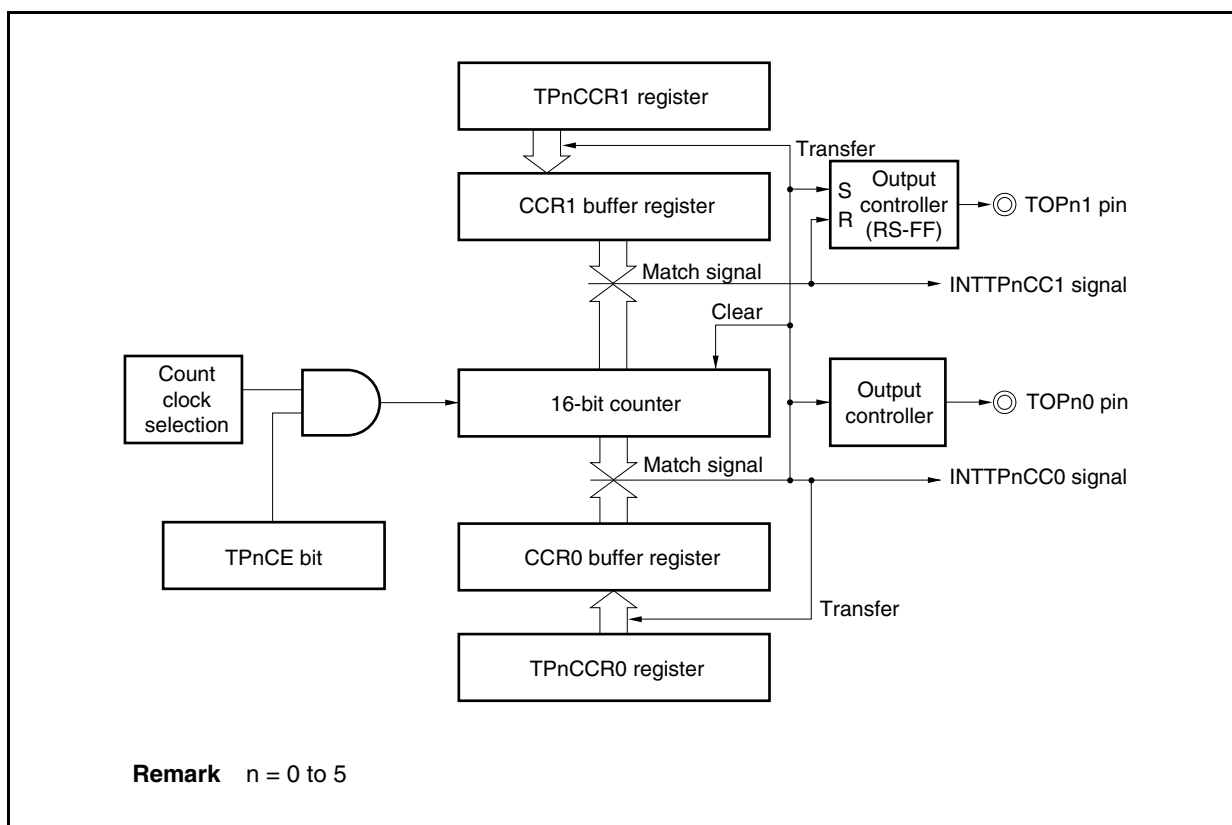 TPnCCR1 register
Transfer
CCR1 buffer register
S
R
Output
controller
(RS-FF)
TOPn1 pin
Match signal
INTTPnCC1 signal
Clear
Count
clock
selection
16-bit counter
Output
controller
TOPn0 pin
Match signal
INTTPnCC0 signal
TPnCE bit
CCR0 buffer register
Transfer
TPnCCR0 register
Remark n = 0 to 5